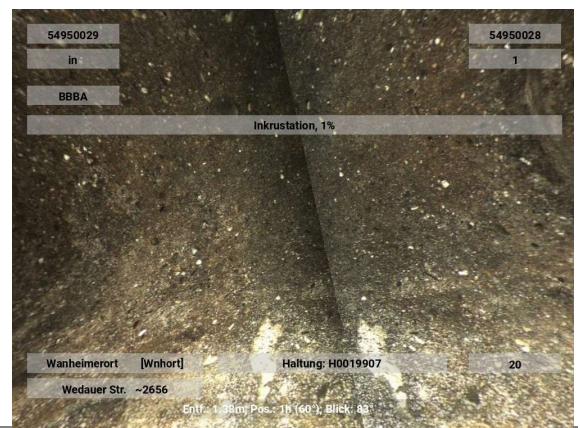 54950029 54950028
in 1
BBBA
Inkrustation, 1%
Wanheimerort [Wnhort] Haltung: H0019907 20
Wedauer Str. ~2656
Entf.: 1.38m; Pos.: 1h (60°); Blick: 83°